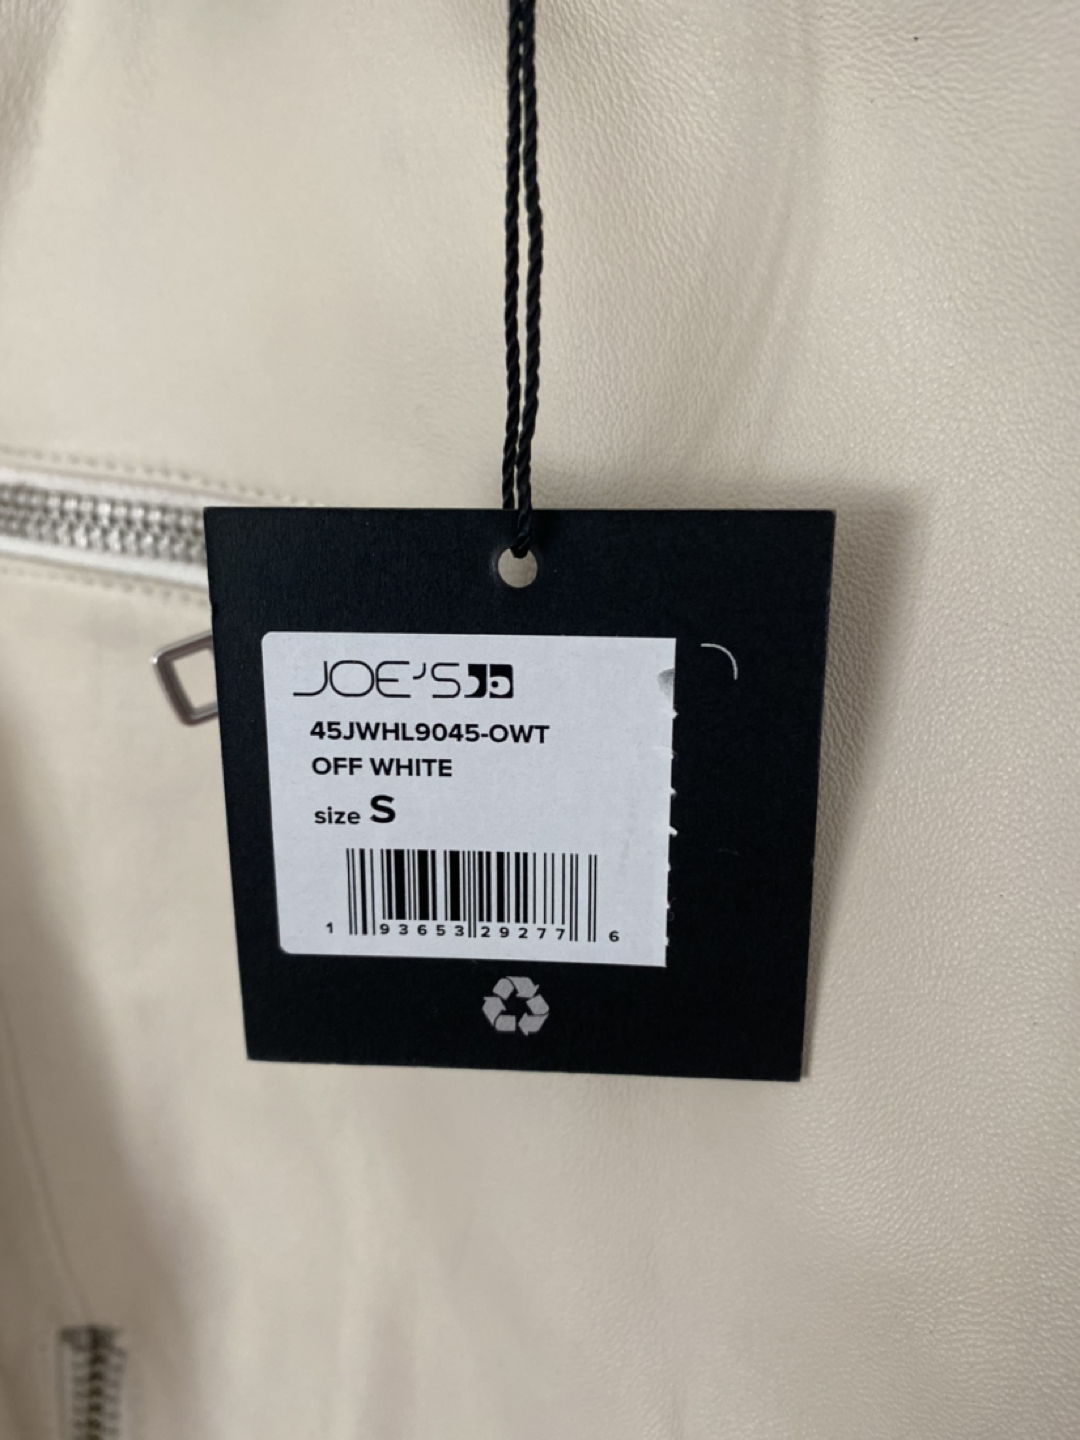 JOE'S
45JWHL9045-OWT
OFF WHITE
size S
1 93653 29277 6